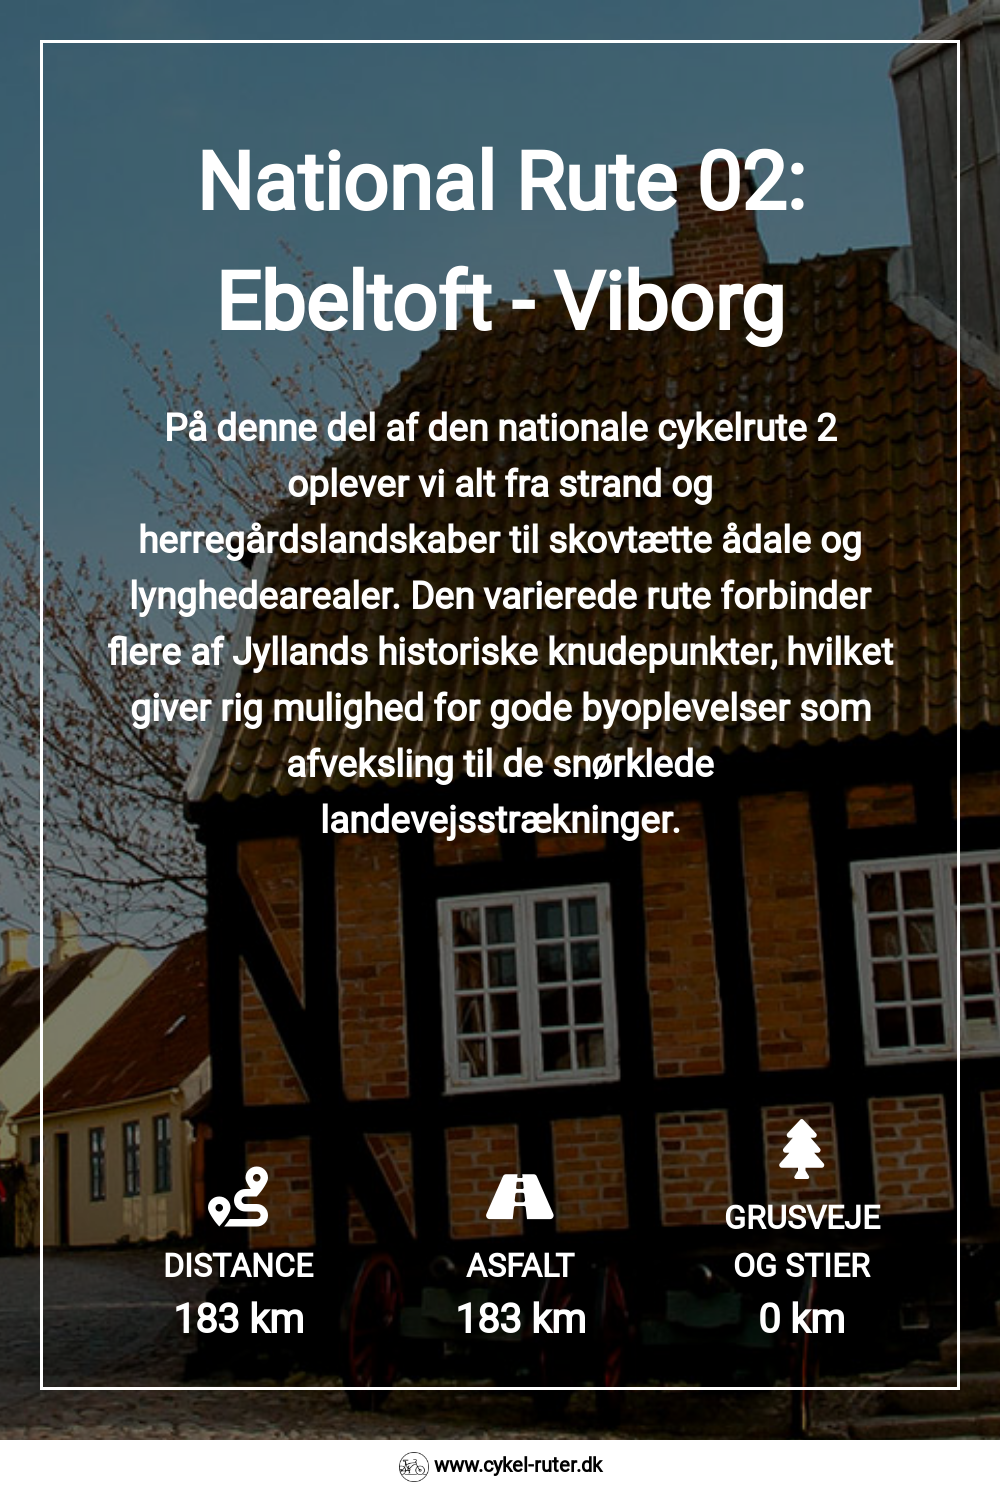 National Rute 02:
Ebeltoft - Viborg
På denne del af den nationale cykelrute 2
oplever vi alt fra strand og
herregårdslandskaber til skovtætte ådale og
lynghedearealer. Den varierede rute forbinder
flere af Jyllands historiske knudepunkter, hvilket
giver rig mulighed for gode byoplevelser som
afveksling til de snørklede
landevejsstrækninger.
DISTANCE
183 km
ASFALT
183 km
GRUSVEJE
OG STIER
0 km
www.cykel-ruter.dk